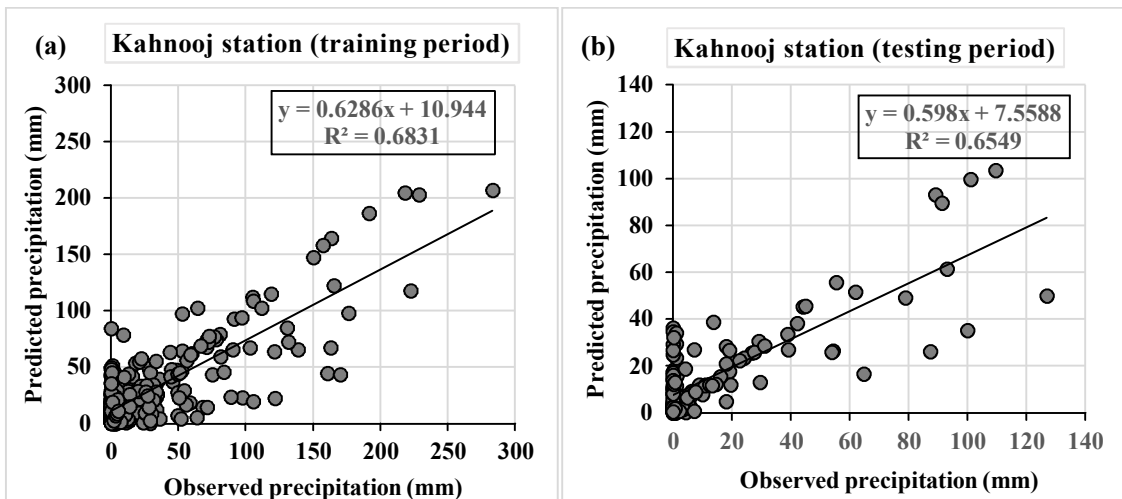 (a)
Kahnooj station (training period)
300
250
200
150
100
50
0
y = 0.6286x + 10.944
R² = 0.6831
Predicted precipitation (mm)
0 50 100 150 200 250 300
Observed precipitation (mm)
(b)
Kahnooj station (testing period)
140
120
100
80
60
40
20
0
y = 0.598x + 7.5588
R² = 0.6549
Predicted precipitation (mm)
0 20 40 60 80 100 120 140
Observed precipitation (mm)